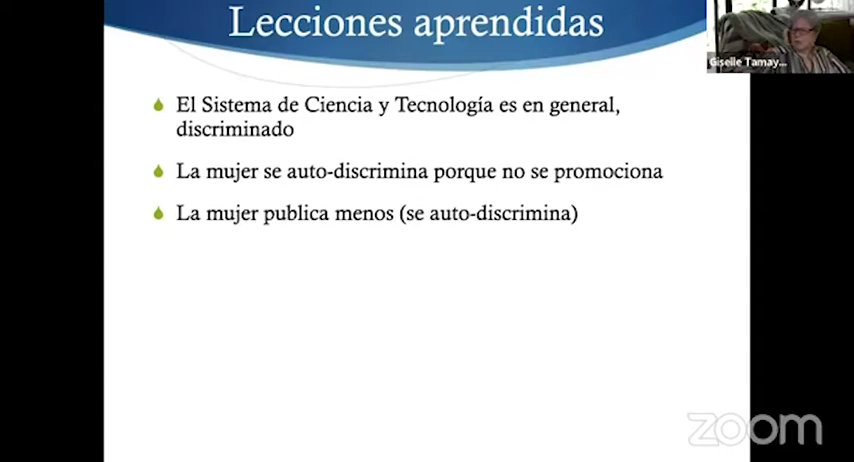 Lecciones aprendidas
Giselle Tamay...
El Sistema de Ciencia y Tecnología es en general,
discriminado
La mujer se auto-discrimina porque no se promociona
La mujer publica menos (se auto-discrimina)
zoom